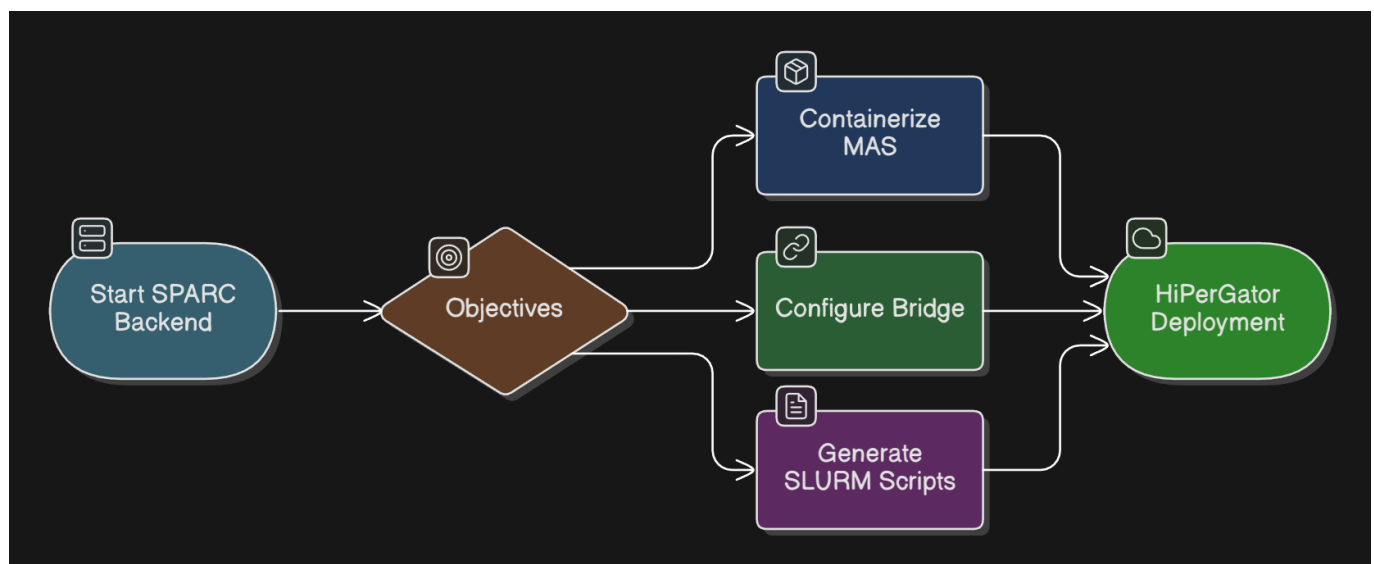 Start SPARC
Backend
Objectives
Containerize
MAS
Configure Bridge
Generate
SLURM Scripts
HiPerGator
Deployment